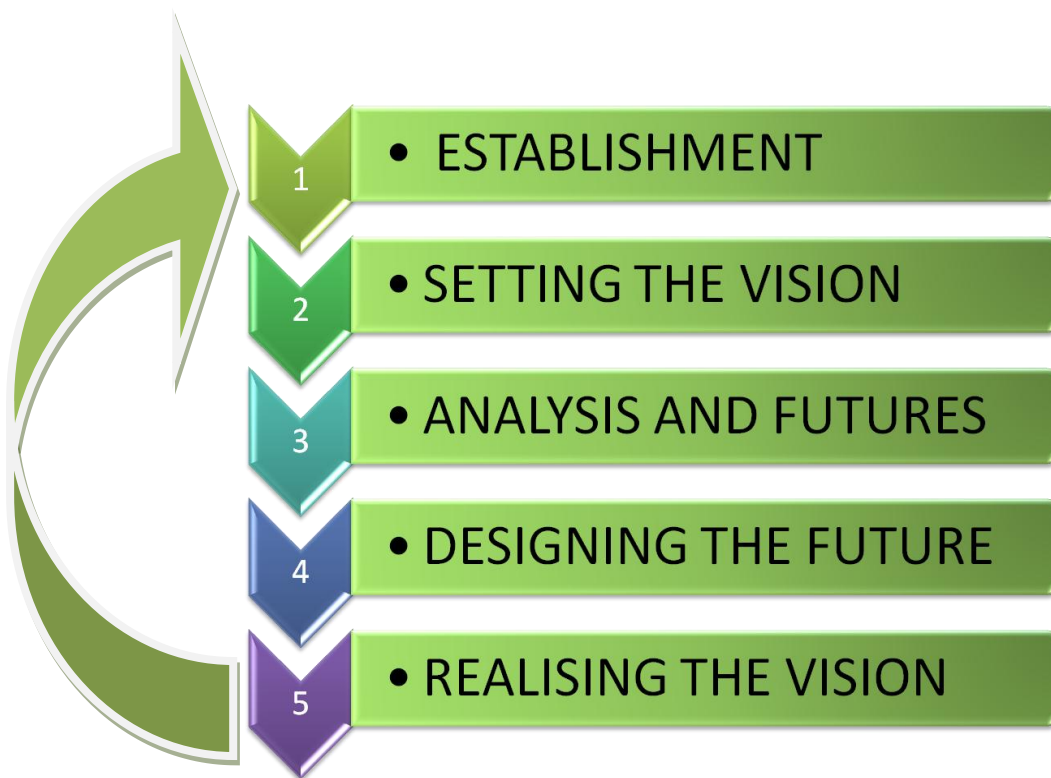 1 • ESTABLISHMENT
2 • SETTING THE VISION
3 • ANALYSIS AND FUTURES
4 • DESIGNING THE FUTURE
5 • REALISING THE VISION